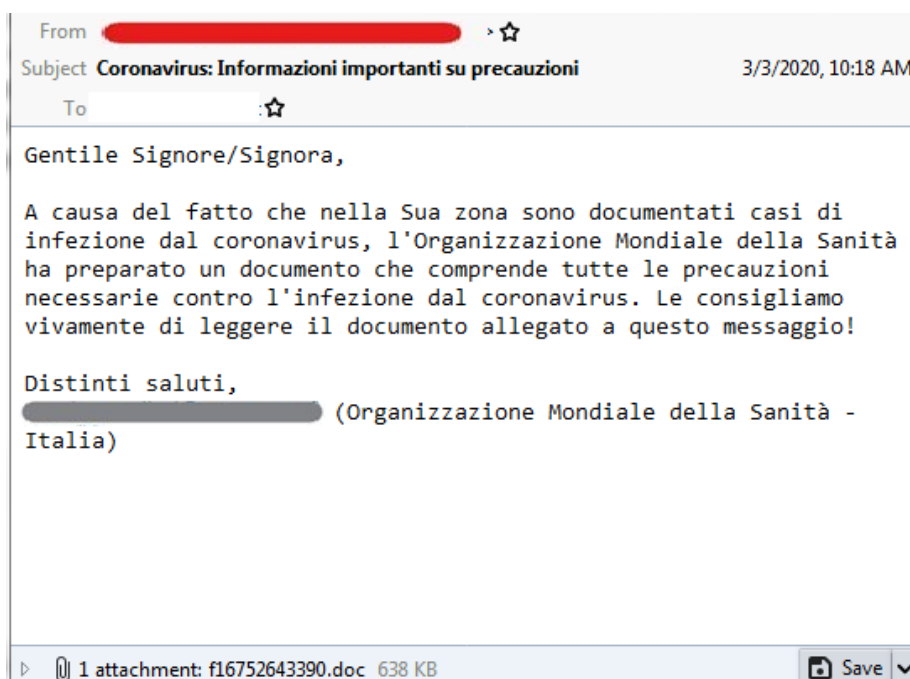 From
Subject Coronavirus: Informazioni importanti su precauzioni 3/3/2020, 10:18 AM
To
Gentile Signore/Signora,
A causa del fatto che nella Sua zona sono documentati casi di
infezione dal coronavirus, l'Organizzazione Mondiale della Sanità
ha preparato un documento che comprende tutte le precauzioni
necessarie contro l'infezione dal coronavirus. Le consigliamo
vivamente di leggere il documento allegato a questo messaggio!
Distinti saluti,
(Organizzazione Mondiale della Sanità -
Italia)
1 attachment: f16752643390.doc 638 KB Save